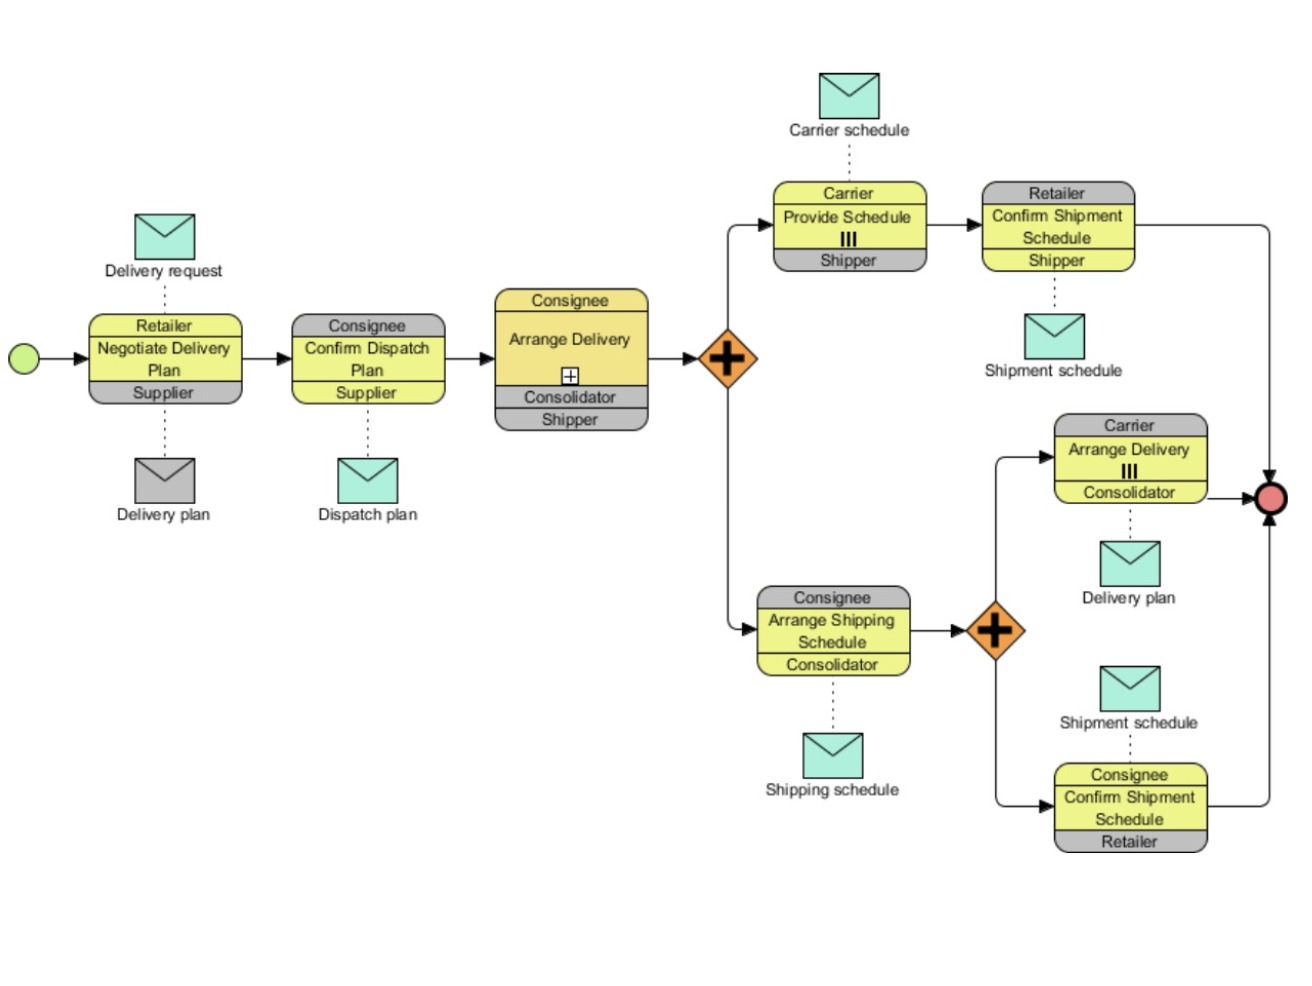 Carrier schedule
Carrier
Provide Schedule
Shipper
Retailer
Confirm Shipment
Schedule
Shipper
Shipment schedule
Delivery request
Retailer
Negotiate Delivery
Plan
Supplier
Delivery plan
Consignee
Confirm Dispatch
Plan
Supplier
Dispatch plan
Consignee
Arrange Delivery
Consolidator
Shipper
Carrier
Arrange Delivery
Consolidator
Delivery plan
Consignee
Arrange Shipping
Schedule
Consolidator
Shipping schedule
Shipment schedule
Consignee
Confirm Shipment
Schedule
Retailer